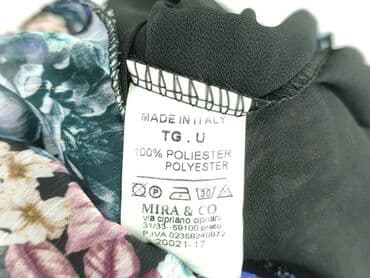 MADE IN ITALY
TG . U
100% POLIESTER
POLYESTER
P
30
MIRA & CO
via cipriano cipriani
31/33-59100 prato
P.IVA 02358240972
20021-17